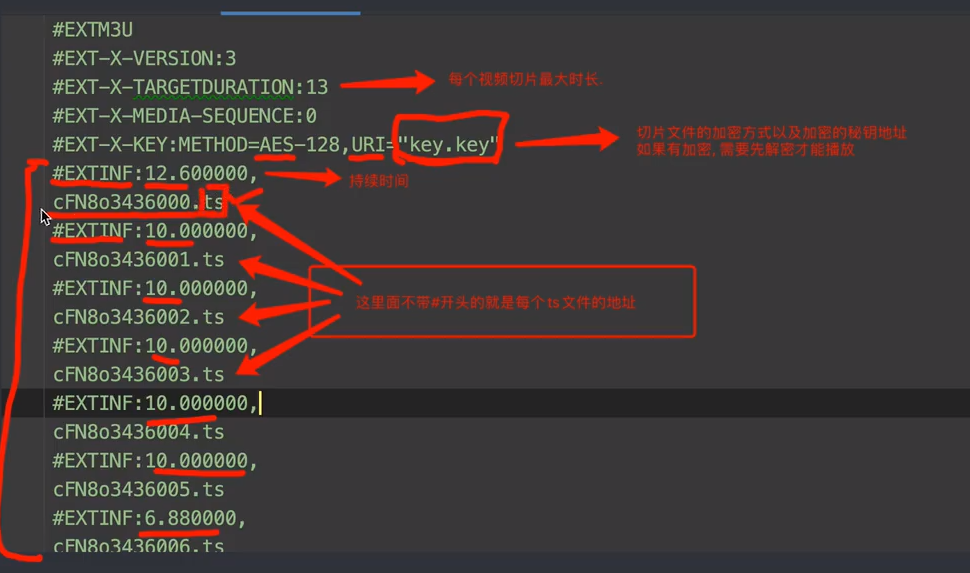 #EXTM3U
#EXT-X-VERSION:3
#EXT-X-TARGETDURATION:13
每个视频切片最大时长.
#EXT-X-MEDIA-SEQUENCE:0
#EXT-X-KEY:METHOD=AES-128,URI="key.key"
切片文件的加密方式以及加密的秘钥地址
如果有加密, 需要先解密才能播放
#EXTINF:12.600000,
持续时间
cFN8o3436000.ts
#EXTINF:10.000000,
cFN8o3436001.ts
#EXTINF:10.000000,
这里面不带#开头的就是每个ts文件的地址
cFN8o3436002.ts
#EXTINF:10.000000,
cFN8o3436003.ts
#EXTINF:10.000000,
cFN8o3436004.ts
#EXTINF:10.000000,
cFN8o3436005.ts
#EXTINF:6.880000,
cFN8o3436006.ts